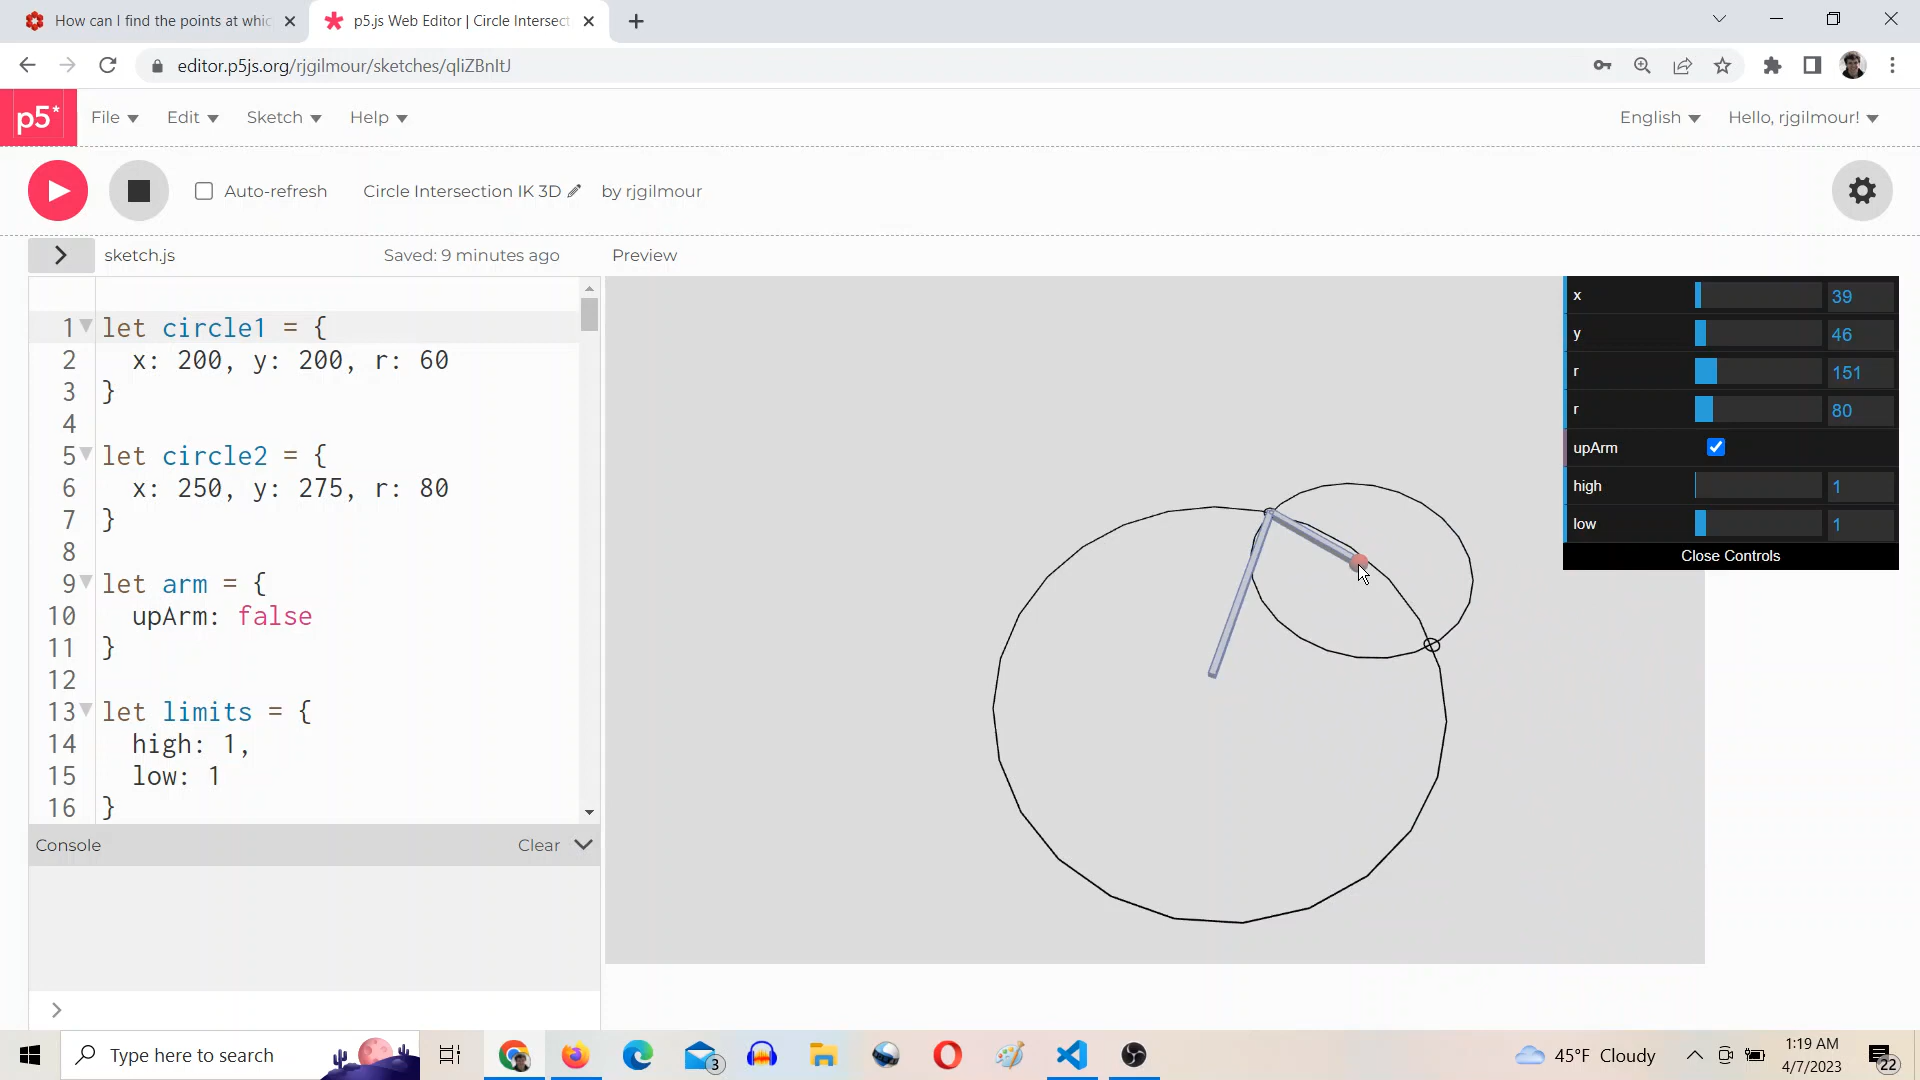 How can I find the points at whic
p5.js Web Editor | Circle Intersect
editor.p5js.org/rjgilmour/sketches/qliZBnltJ
p5*
File
Edit
Sketch
Help
English
Hello, rjgilmour!
Auto-refresh
Circle Intersection IK 3D
by rjgilmour
sketch.js
Saved: 9 minutes ago
Preview
1 let circle1 = {
2 x: 200, y: 200, r: 60
3 }
4
5 let circle2 = {
6 x: 250, y: 275, r: 80
7 }
8
9 let arm = {
10 upArm: false
11 }
12
13 let limits = {
14 high: 1,
15 low: 1
16 }
x 39
y 46
r 151
r 80
upArm
high 1
low 1
Close Controls
Console
Clear
Type here to search
3
45°F Cloudy
1:19 AM
4/7/2023
22